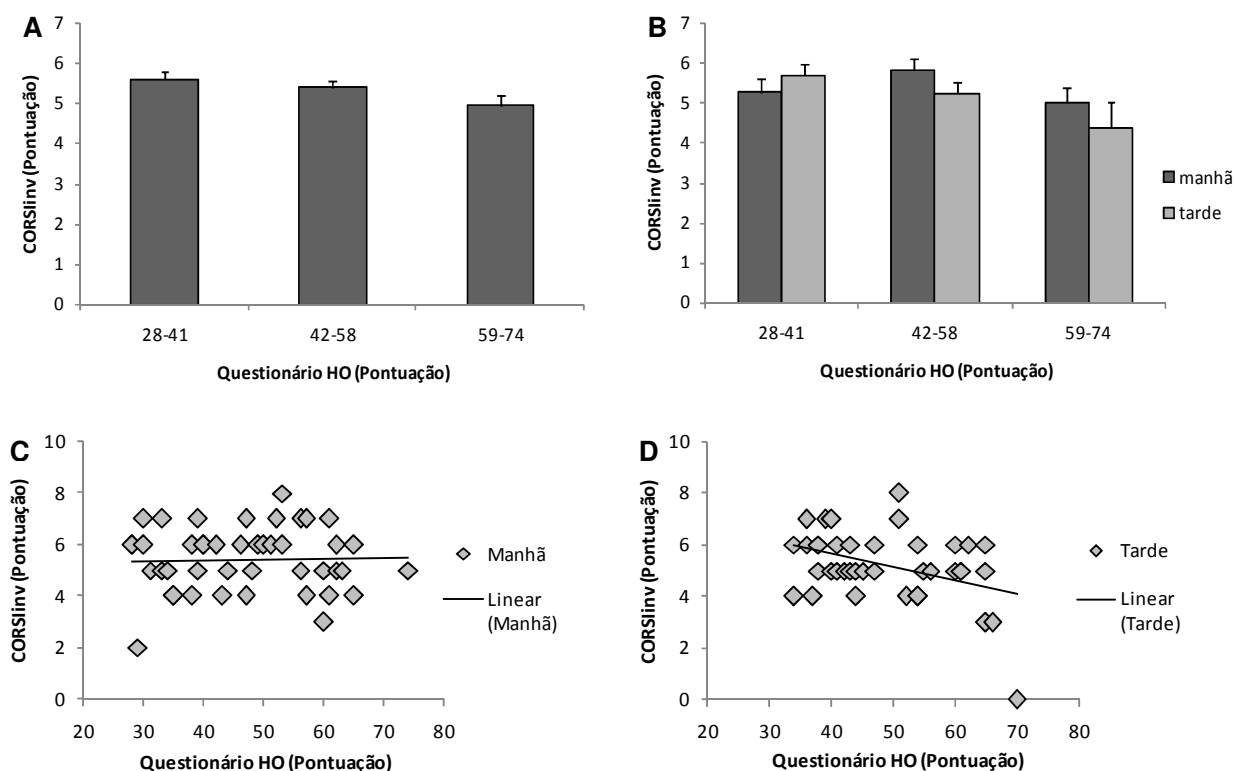 A
CORSIinv (Pontuação)
7
6
5
4
3
2
1
0
28-41
42-58
59-74
Questionário HO (Pontuação)
B
CORSIinv (Pontuação)
7
6
5
4
3
2
1
0
28-41
42-58
59-74
Questionário HO (Pontuação)
manhã
tarde
C
CORSIinv (Pontuação)
10
8
6
4
2
0
20
30
40
50
60
70
80
Questionário HO (Pontuação)
Manhã
Linear
(Manhã)
D
CORSIinv (Pontuação)
10
8
6
4
2
0
20
30
40
50
60
70
80
Questionário HO (Pontuação)
Tarde
Linear
(Tarde)